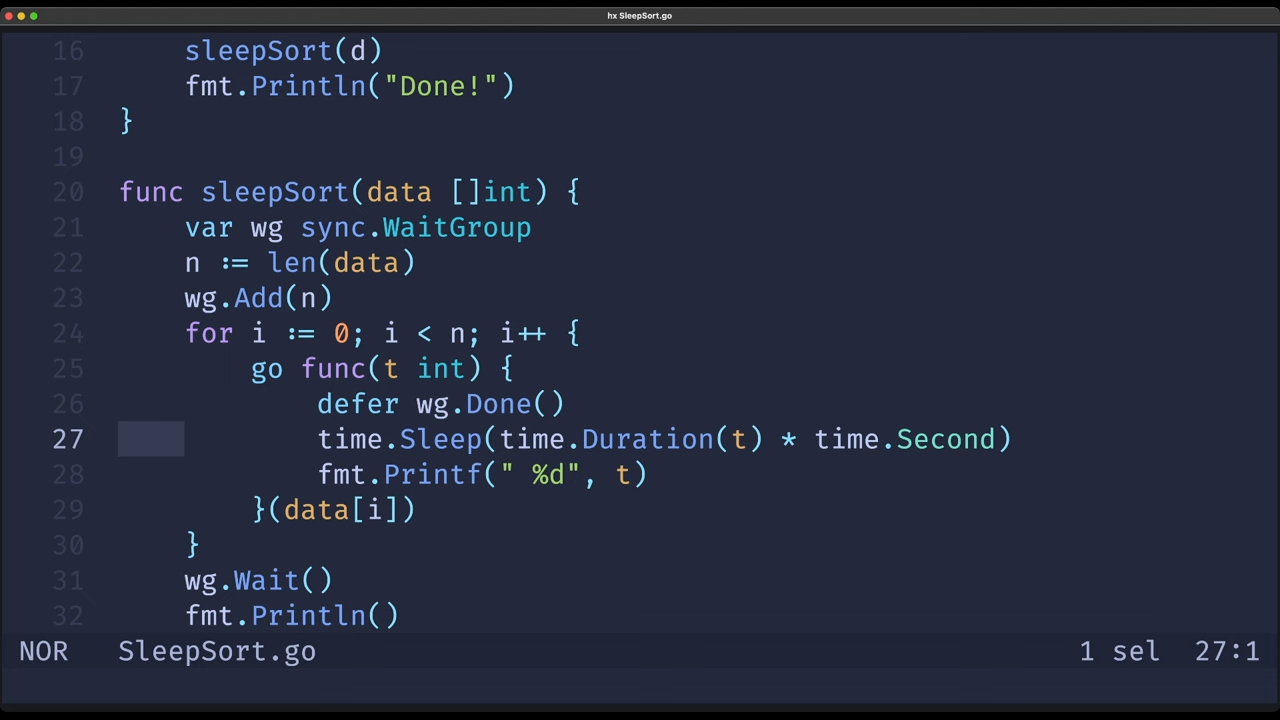 hx SleepSort.go
16 sleepSort(d)
17 fmt.Println("Done!")
18 }
19
20 func sleepSort(data []int) {
21 var wg sync.WaitGroup
22 n := len(data)
23 wg.Add(n)
24 for i := 0; i < n; i++ {
25 go func(t int) {
26 defer wg.Done()
27 time.Sleep(time.Duration(t) * time.Second)
28 fmt.Printf(" %d", t)
29 }(data[i])
30 }
31 wg.Wait()
32 fmt.Println()
NOR SleepSort.go 1 sel 27:1